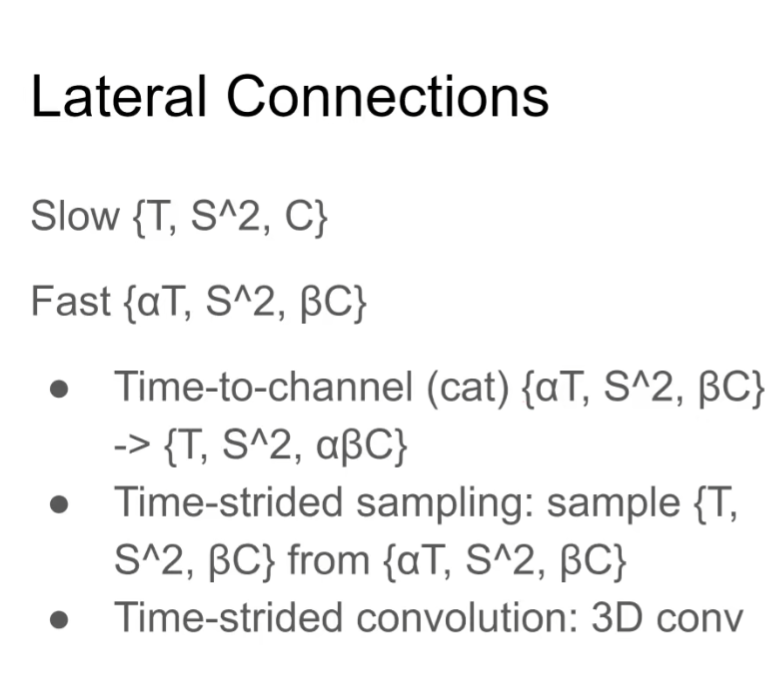 Lateral Connections
Slow {T, S^2, C}
Fast {αT, S^2, βC}
● Time-to-channel (cat) {αT, S^2, βC}
-> {T, S^2, αβC}
● Time-strided sampling: sample {T,
S^2, βC} from {αT, S^2, βC}
● Time-strided convolution: 3D conv